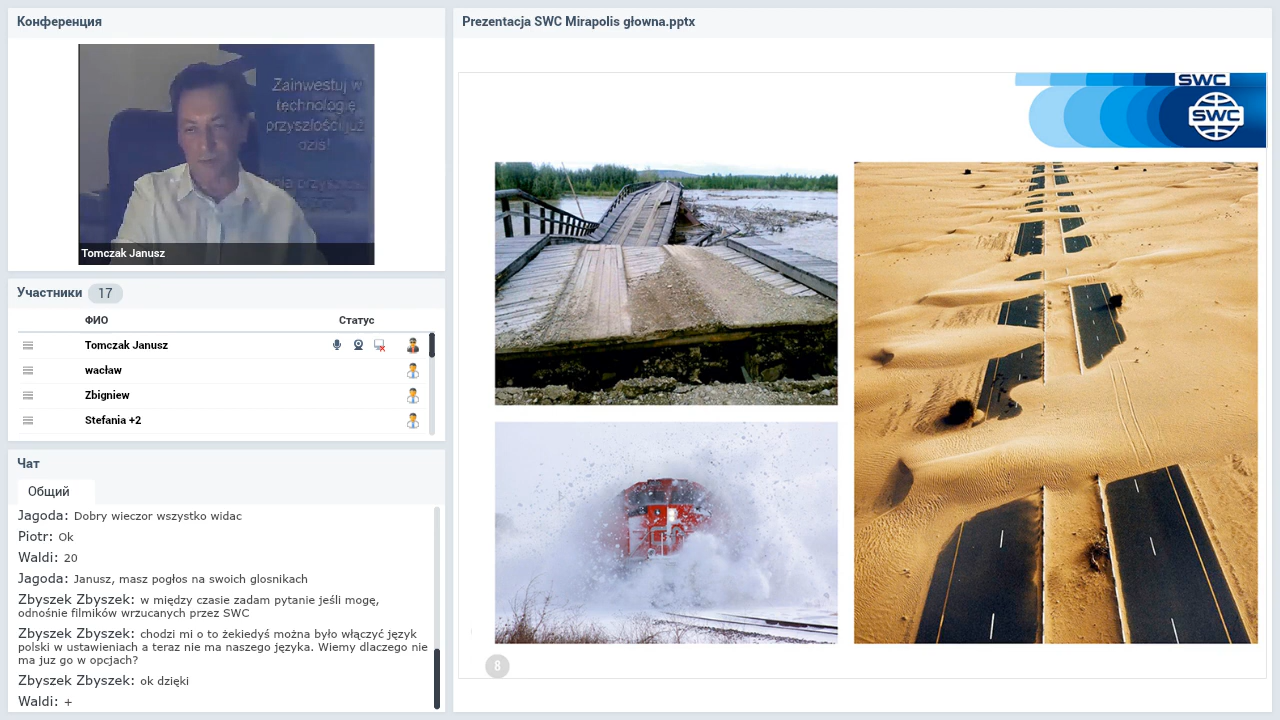 Конференция
Zainwestuj w
technologię
przyszłości już
dziś!
Tomczak Janusz
Участники 17
ФИО Статус
Tomczak Janusz
wacław
Zbigniew
Stefania +2
Чат
Общий
Jagoda: Dobry wieczor wszystko widac
Piotr: Ok
Waldi: 20
Jagoda: Janusz, masz pogłos na swoich glosnikach
Zbyszek Zbyszek: w między czasie zadam pytanie jeśli mogę,
odnośnie filmików wrzucanych przez SWC
Zbyszek Zbyszek: chodzi mi o to żekiedyś można było włączyć język
polski w ustawieniach a teraz nie ma naszego języka. Wiemy dlaczego nie
ma juz go w opcjach?
Zbyszek Zbyszek: ok dzięki
Waldi: +
Prezentacja SWC Mirapolis głowna.pptx
SWC
SWC
8